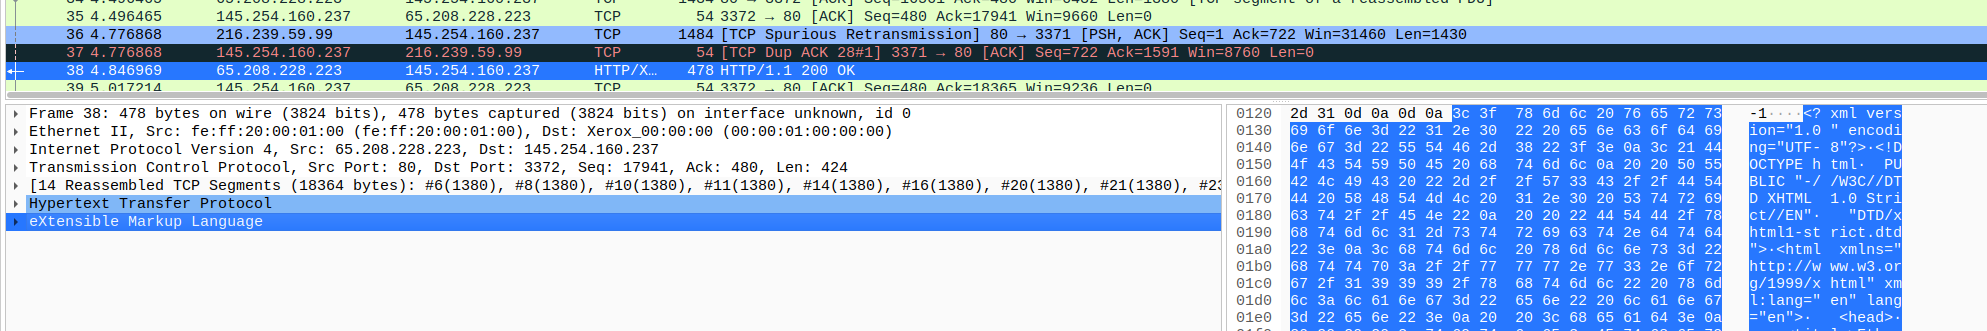 35 4.496465 145.254.160.237 65.208.228.223 TCP 54 3372 → 80 [ACK] Seq=480 Ack=17941 Win=9660 Len=0
36 4.776868 216.239.59.99 145.254.160.237 TCP 1484 [TCP Spurious Retransmission] 80 → 3371 [PSH, ACK] Seq=1 Ack=722 Win=31460 Len=1430
37 4.776868 145.254.160.237 216.239.59.99 TCP 54 [TCP Dup ACK 28#1] 3371 → 80 [ACK] Seq=722 Ack=1591 Win=8760 Len=0
38 4.846969 65.208.228.223 145.254.160.237 HTTP/X… 478 HTTP/1.1 200 OK
39 5.017214 145.254.160.237 65.208.228.223 TCP 54 3372 → 80 [ACK] Seq=480 Ack=18365 Win=9236 Len=0
Frame 38: 478 bytes on wire (3824 bits), 478 bytes captured (3824 bits) on interface unknown, id 0
Ethernet II, Src: fe:ff:20:00:01:00 (fe:ff:20:00:01:00), Dst: Xerox_00:00:00 (00:00:01:00:00:00)
Internet Protocol Version 4, Src: 65.208.228.223, Dst: 145.254.160.237
Transmission Control Protocol, Src Port: 80, Dst Port: 3372, Seq: 17941, Ack: 480, Len: 424
[14 Reassembled TCP Segments (18364 bytes): #6(1380), #8(1380), #10(1380), #11(1380), #14(1380), #16(1380), #20(1380), #21(1380), #23
Hypertext Transfer Protocol
eXtensible Markup Language
0120 2d 31 0d 0a 0d 0a 3c 3f 78 6d 6c 20 76 65 72 73 -1····<? xml vers
0130 69 6f 6e 3d 22 31 2e 30 22 20 65 6e 63 6f 64 69 ion="1.0 " encodi
0140 6e 67 3d 22 55 54 46 2d 38 22 3f 3e 0a 3c 21 44 ng="UTF- 8"?>·<!D
0150 4f 43 54 59 50 45 20 68 74 6d 6c 0a 20 20 50 55 OCTYPE h tml·  PU
0160 42 4c 49 43 20 22 2d 2f 2f 57 33 43 2f 2f 44 54 BLIC "-/ /W3C//DT
0170 44 20 58 48 54 4d 4c 20 31 2e 30 20 53 74 72 69 D XHTML  1.0 Stri
0180 63 74 2f 2f 45 4e 22 0a 20 20 22 44 54 44 2f 78 ct//EN"·   "DTD/x
0190 68 74 6d 6c 31 2d 73 74 72 69 63 74 2e 64 74 64 html1-st rict.dtd
01a0 22 3e 0a 3c 68 74 6d 6c 20 78 6d 6c 6e 73 3d 22 ">·<html  xmlns="
01b0 68 74 74 70 3a 2f 2f 77 77 77 2e 77 33 2e 6f 72 http://w ww.w3.or
01c0 67 2f 31 39 39 39 2f 78 68 74 6d 6c 22 20 78 6d g/1999/x html" xm
01d0 6c 3a 6c 61 6e 67 3d 22 65 6e 22 20 6c 61 6e 67 l:lang=" en" lang
01e0 3d 22 65 6e 22 3e 0a 20 20 3c 68 65 61 64 3e 0a ="en">·   <head>·